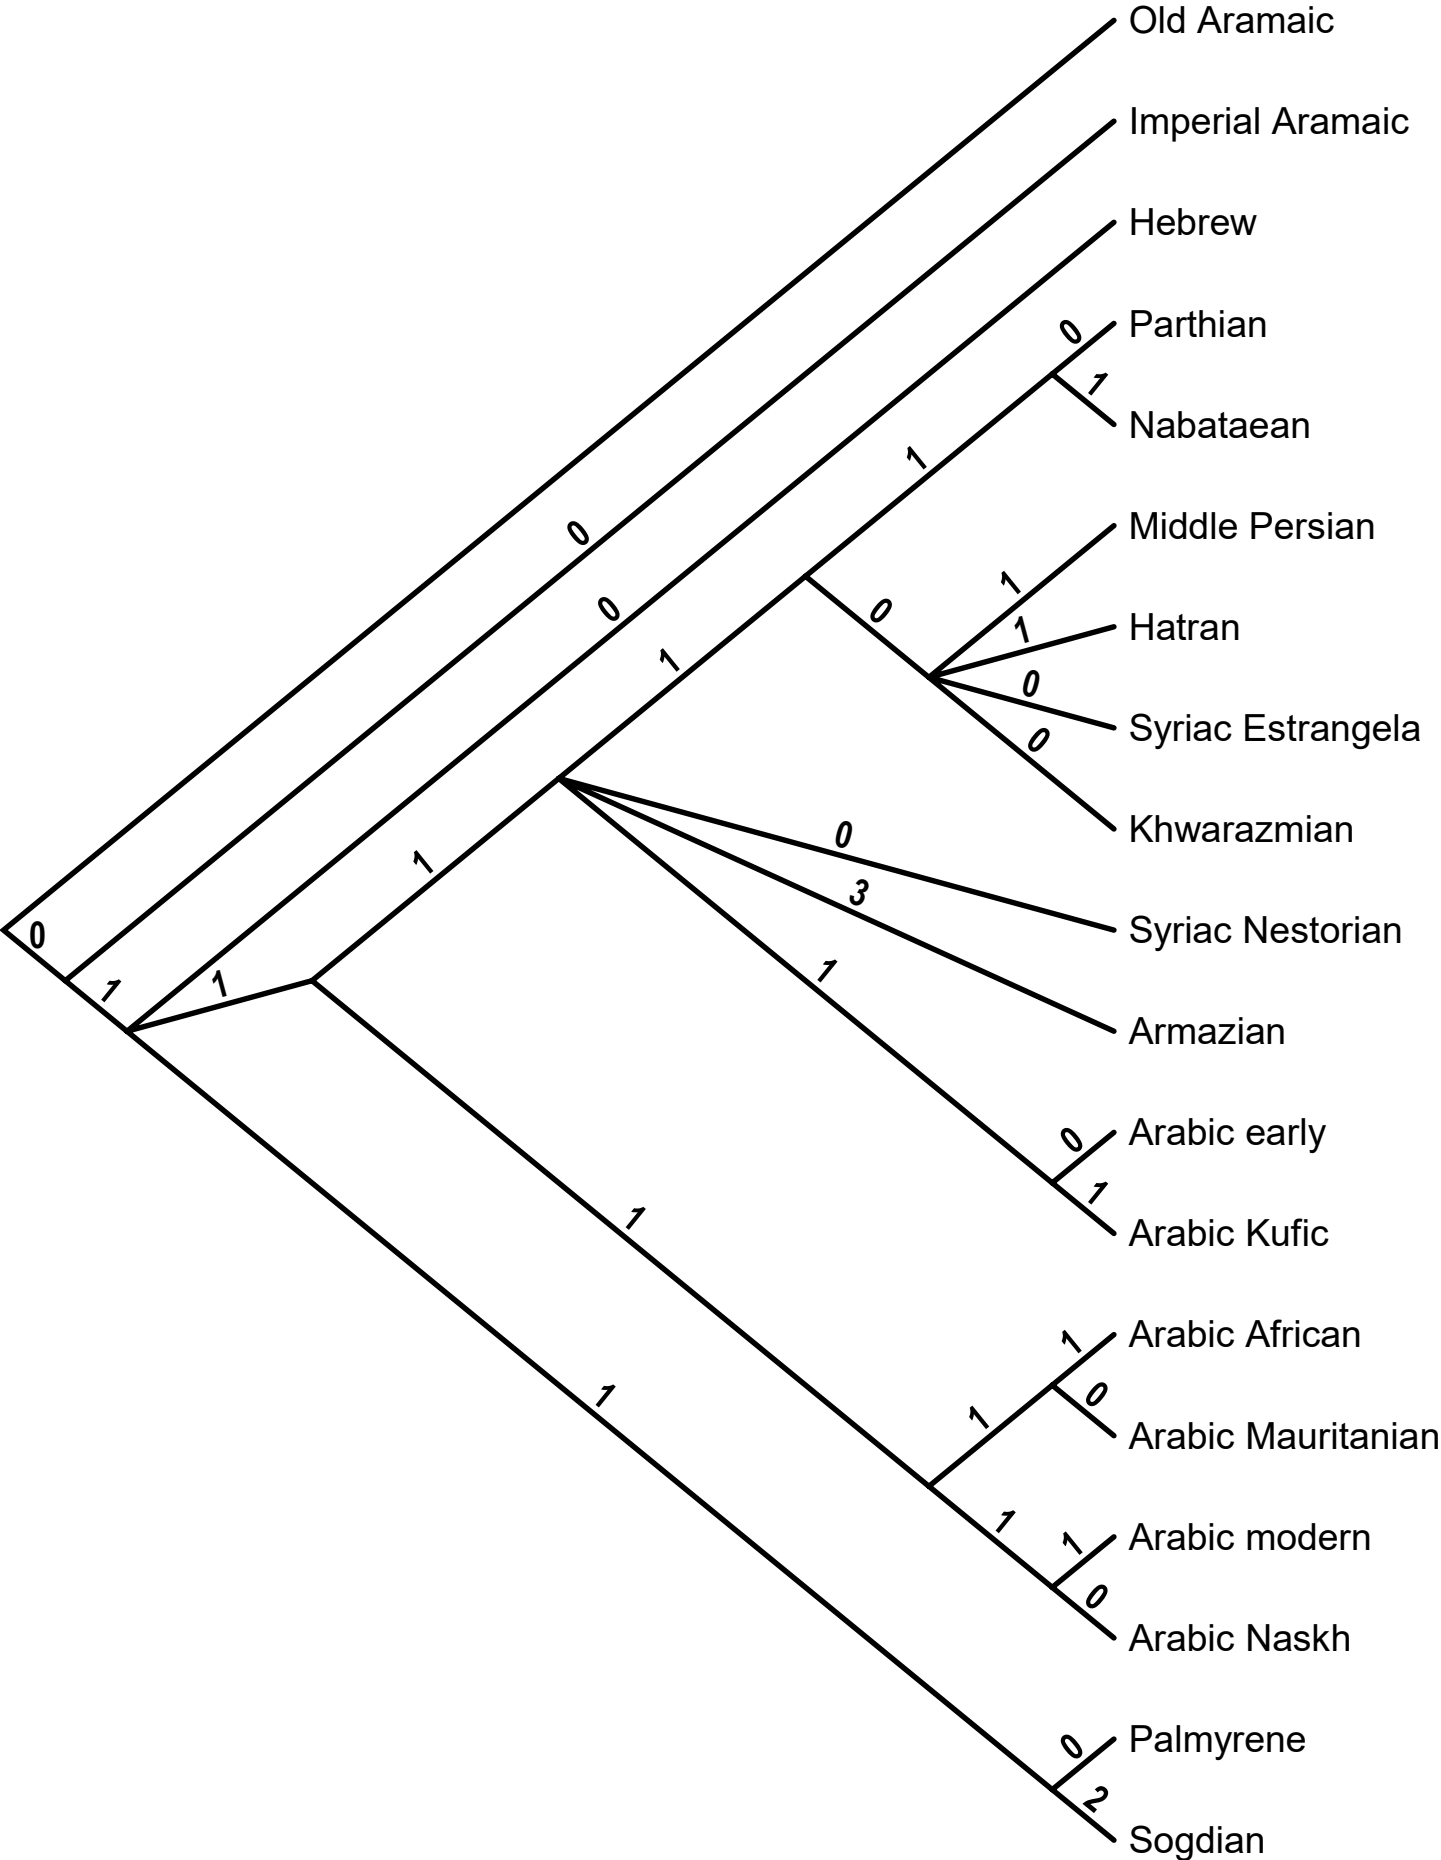 Old Aramaic
Imperial Aramaic
Hebrew
0
Parthian
1
Nabataean
1
Middle Persian
0
1
0
1
Hatran
0
1
0
Syriac Estrangela
0
Khwarazmian
0
1
3
Syriac Nestorian
0
1
1
1
Armazian
0
Arabic early
1
1
Arabic Kufic
1
Arabic African
1
0
1
Arabic Mauritanian
1
1
Arabic modern
0
Arabic Naskh
0
Palmyrene
2
Sogdian